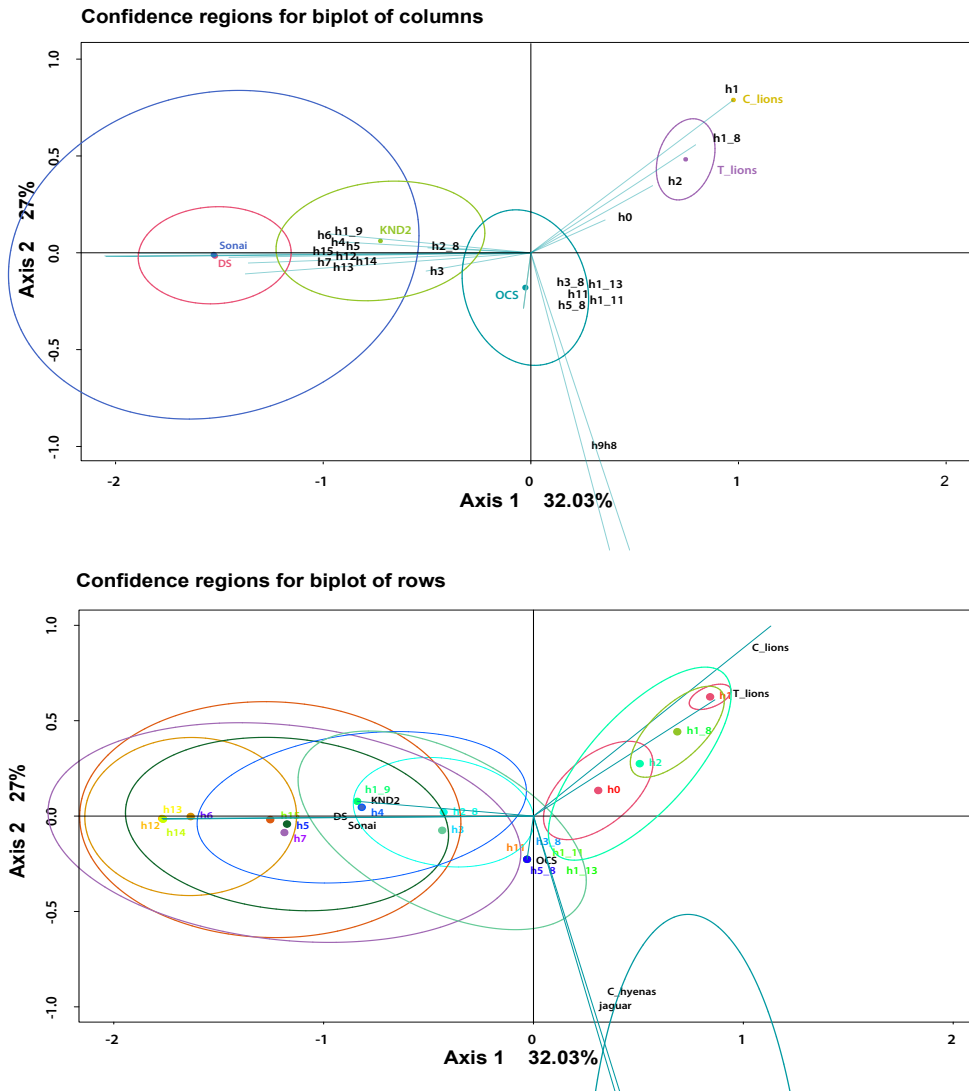 Confidence regions for biplot of columns
1.0
0.5
0.0
-0.5
-1.0
Axis 2 27%
h1
C_lions
h1_8
T_lions
h2
h0
h6 h1_9 KND2
h4 h5 h2_8
Sonai h15 h12
DS h7 h13 h14 h3
OCS
h3_8 h1_13
h11 h1_11
h5_8
h9h8
-2 -1 0 1 2
Axis 1 32.03%
Confidence regions for biplot of rows
1.0
0.5
0.0
-0.5
-1.0
Axis 2 27%
C_lions
h1 T_lions
h1_8
h2
h0
h1_9
KND2
h4 h2_8
h13 h6 DS
h12 h5 Sonai h3
h14 h7
h11 h3_8
OCS h1_11
h5_8 h1_13
C_hyenas
jaguar
-2 -1 0 1 2
Axis 1 32.03%